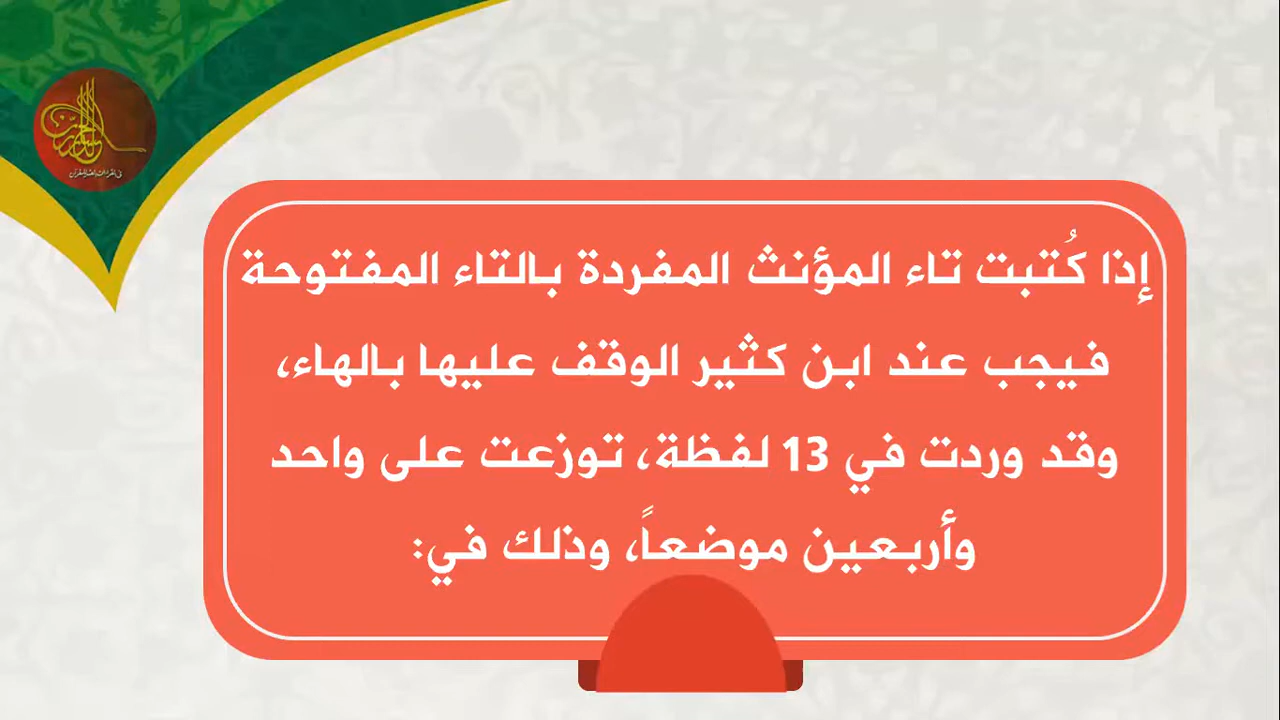 إذا كُتبت تاء المؤنث المفردة بالتاء المفتوحة
فيجب عند ابن كثير الوقف عليها بالهاء،
وقد وردت في 13 لفظة، توزعت على واحد
وأربعين موضعاً، وذلك في: